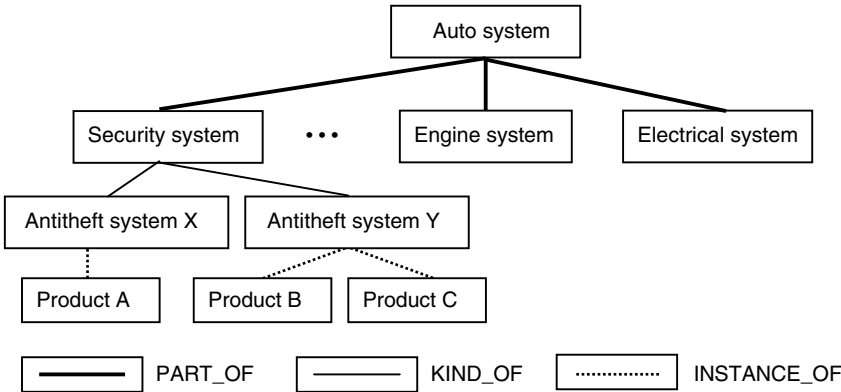 Auto system
Security system ••• Engine system Electrical system
Antitheft system X Antitheft system Y
Product A Product B Product C
PART_OF KIND_OF INSTANCE_OF